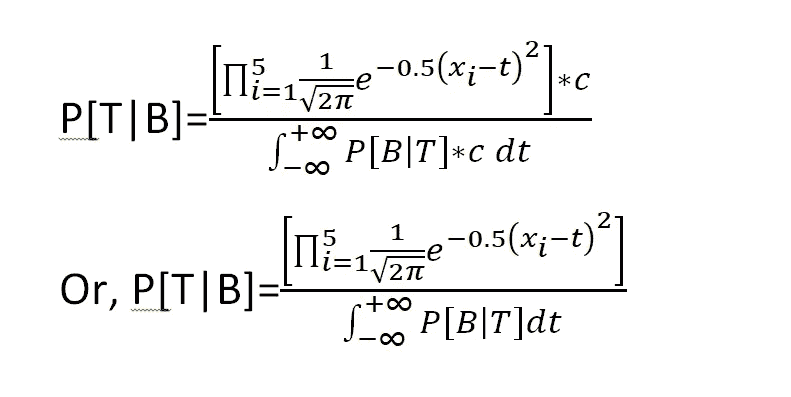 P[T|B]=[∏_{i=1}^{5} 1/√(2π) e^{−0.5(x_i−t)^2}]*c / ∫_{−∞}^{+∞} P[B|T]*c dt
Or, P[T|B]=[∏_{i=1}^{5} 1/√(2π) e^{−0.5(x_i−t)^2}] / ∫_{−∞}^{+∞} P[B|T]dt